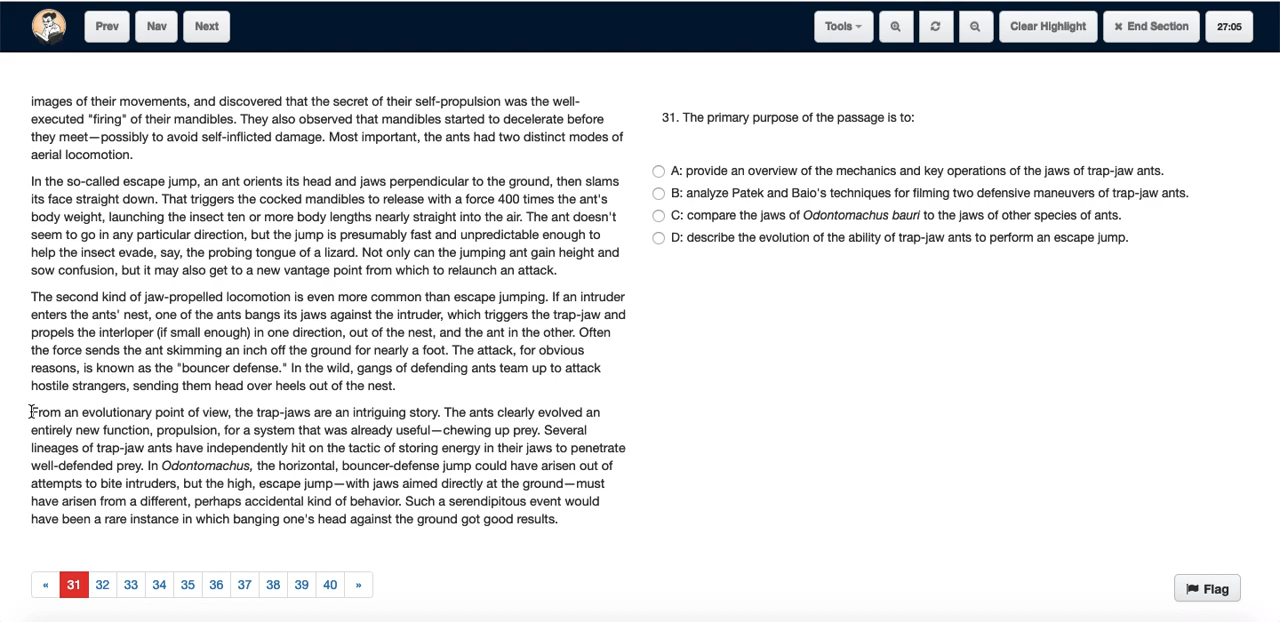 Prev Nav Next Tools Clear Highlight × End Section 27:05
images of their movements, and discovered that the secret of their self-propulsion was the well-
executed "firing" of their mandibles. They also observed that mandibles started to decelerate before
they meet—possibly to avoid self-inflicted damage. Most important, the ants had two distinct modes of
aerial locomotion.
In the so-called escape jump, an ant orients its head and jaws perpendicular to the ground, then slams
its face straight down. That triggers the cocked mandibles to release with a force 400 times the ant's
body weight, launching the insect ten or more body lengths nearly straight into the air. The ant doesn't
seem to go in any particular direction, but the jump is presumably fast and unpredictable enough to
help the insect evade, say, the probing tongue of a lizard. Not only can the jumping ant gain height and
sow confusion, but it may also get to a new vantage point from which to relaunch an attack.
The second kind of jaw-propelled locomotion is even more common than escape jumping. If an intruder
enters the ants' nest, one of the ants bangs its jaws against the intruder, which triggers the trap-jaw and
propels the interloper (if small enough) in one direction, out of the nest, and the ant in the other. Often
the force sends the ant skimming an inch off the ground for nearly a foot. The attack, for obvious
reasons, is known as the "bouncer defense." In the wild, gangs of defending ants team up to attack
hostile strangers, sending them head over heels out of the nest.
From an evolutionary point of view, the trap-jaws are an intriguing story. The ants clearly evolved an
entirely new function, propulsion, for a system that was already useful—chewing up prey. Several
lineages of trap-jaw ants have independently hit on the tactic of storing energy in their jaws to penetrate
well-defended prey. In Odontomachus, the horizontal, bouncer-defense jump could have arisen out of
attempts to bite intruders, but the high, escape jump—with jaws aimed directly at the ground—must
have arisen from a different, perhaps accidental kind of behavior. Such a serendipitous event would
have been a rare instance in which banging one's head against the ground got good results.
31. The primary purpose of the passage is to:
A: provide an overview of the mechanics and key operations of the jaws of trap-jaw ants.
B: analyze Patek and Baio's techniques for filming two defensive maneuvers of trap-jaw ants.
C: compare the jaws of Odontomachus bauri to the jaws of other species of ants.
D: describe the evolution of the ability of trap-jaw ants to perform an escape jump.
« 31 32 33 34 35 36 37 38 39 40 »
Flag